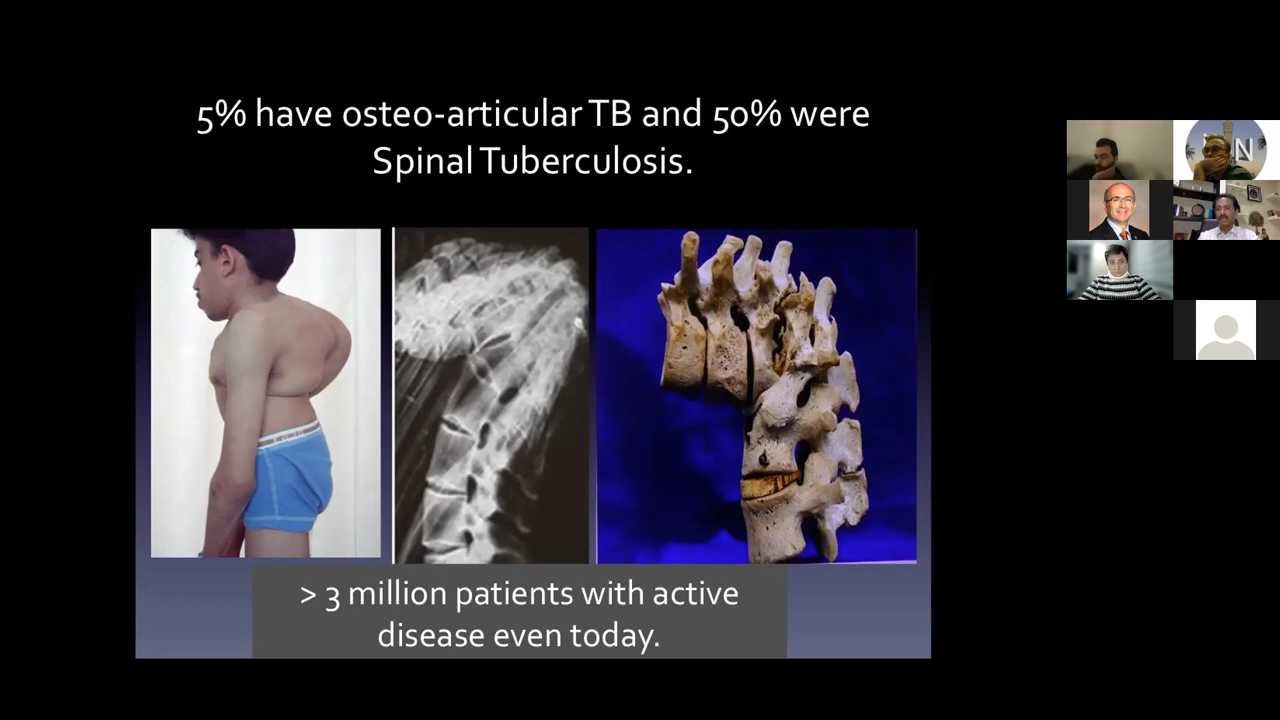 5% have osteo-articular TB and 50% were
Spinal Tuberculosis.
N
> 3 million patients with active
disease even today.